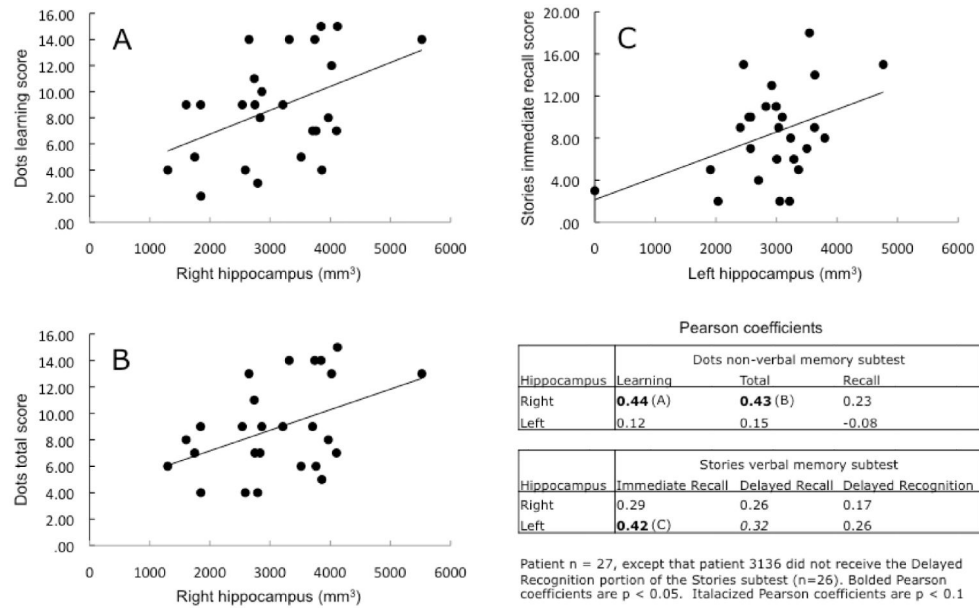 A
16.00
14.00
12.00
10.00
8.00
6.00
4.00
2.00
.00
Dots learning score
0 1000 2000 3000 4000 5000 6000
Right hippocampus (mm³)
C
20.00
16.00
12.00
8.00
4.00
.00
Stories immediate recall score
0 1000 2000 3000 4000 5000 6000
Left hippocampus (mm³)
B
16.00
14.00
12.00
10.00
8.00
6.00
4.00
2.00
.00
Dots total score
0 1000 2000 3000 4000 5000 6000
Right hippocampus (mm³)
Pearson coefficients
Dots non-verbal memory subtest
Hippocampus Learning Total Recall
Right 0.44 (A) 0.43 (B) 0.23
Left 0.12 0.15 -0.08
Stories verbal memory subtest
Hippocampus Immediate Recall Delayed Recall Delayed Recognition
Right 0.29 0.26 0.17
Left 0.42 (C) 0.32 0.26
Patient n = 27, except that patient 3136 did not receive the Delayed
Recognition portion of the Stories subtest (n=26). Bolded Pearson
coefficients are p < 0.05. Italacized Pearson coefficients are p < 0.1